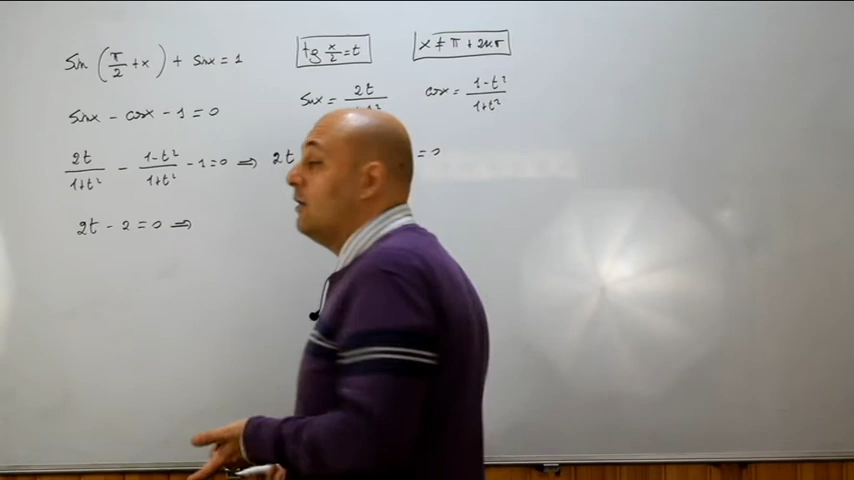 sin (π/2 + x) + sinx = 1
tg x/2 = t
x ≠ π + 2kπ
sinx - cosx - 1 = 0
sinx = 2t
cosx = 1-t²/1+t²
2t/1+t² - 1-t²/1+t² - 1 = 0 ⇒ 2t = 0
2t - 2 = 0 ⇒